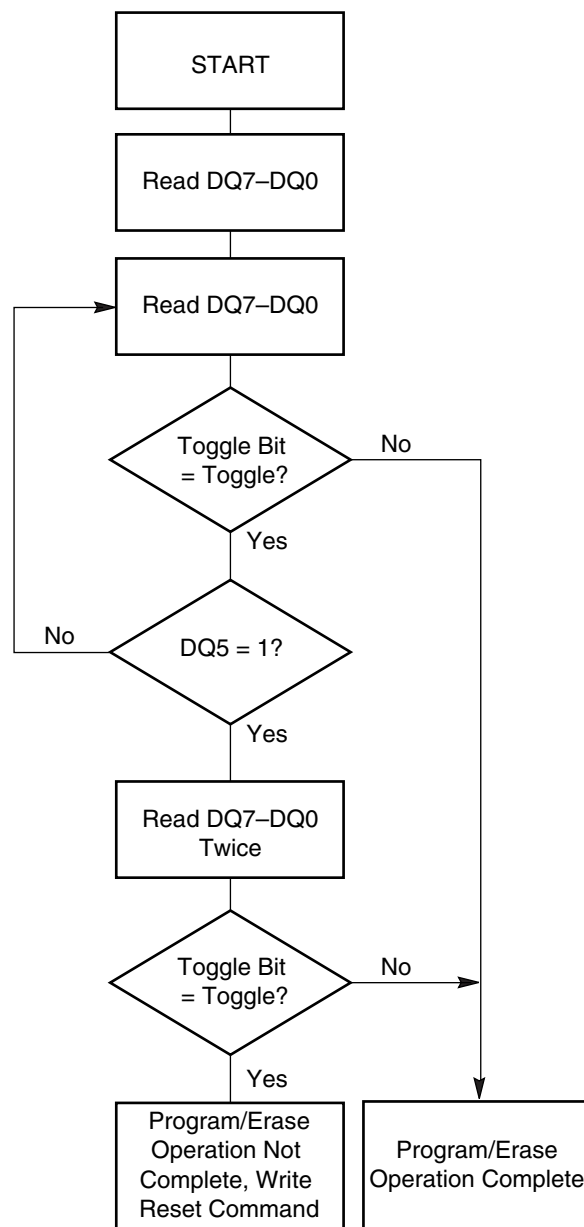 START
Read DQ7–DQ0
Read DQ7–DQ0
Toggle Bit
= Toggle?
No
Yes
No
DQ5 = 1?
Yes
Read DQ7–DQ0
Twice
Toggle Bit
= Toggle?
No
Yes
Program/Erase
Operation Not
Complete, Write
Reset Command
Program/Erase
Operation Complete